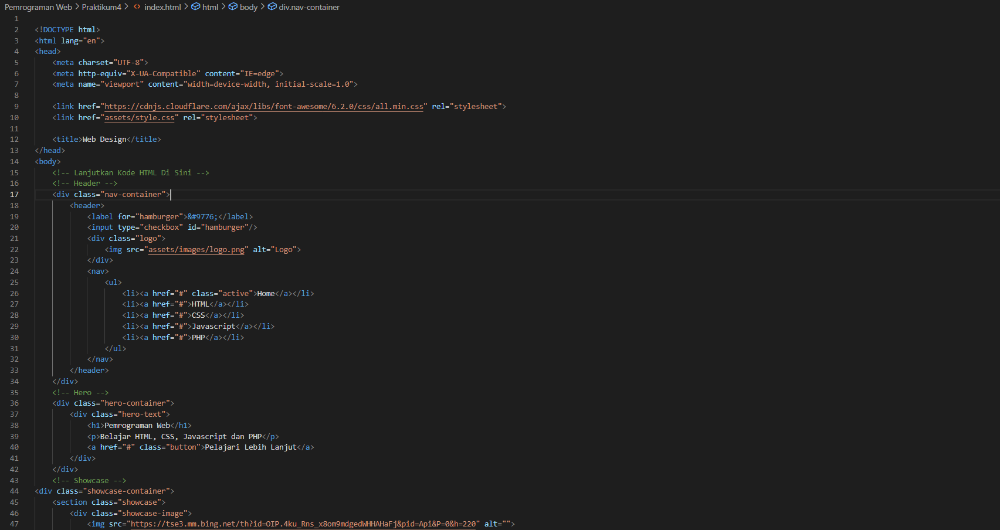 Pemrograman Web > Praktikum4 > <> index.html > html > body > div.nav-container
1
2 <!DOCTYPE html>
3 <html lang="en">
4 <head>
5     <meta charset="UTF-8">
6     <meta http-equiv="X-UA-Compatible" content="IE=edge">
7     <meta name="viewport" content="width=device-width, initial-scale=1.0">
8
9     <link href="https://cdnjs.cloudflare.com/ajax/libs/font-awesome/6.2.0/css/all.min.css" rel="stylesheet">
10     <link href="assets/style.css" rel="stylesheet">
11
12     <title>Web Design</title>
13 </head>
14 <body>
15     <!-- Lanjutkan Kode HTML Di Sini -->
16     <!-- Header -->
17     <div class="nav-container">
18         <header>
19             <label for="hamburger">&#9776;</label>
20             <input type="checkbox" id="hamburger"/>
21             <div class="logo">
22                 <img src="assets/images/logo.png" alt="Logo">
23             </div>
24             <nav>
25                 <ul>
26                     <li><a href="#" class="active">Home</a></li>
27                     <li><a href="#">HTML</a></li>
28                     <li><a href="#">CSS</a></li>
29                     <li><a href="#">Javascript</a></li>
30                     <li><a href="#">PHP</a></li>
31                 </ul>
32             </nav>
33         </header>
34     </div>
35     <!-- Hero -->
36     <div class="hero-container">
37         <div class="hero-text">
38             <h1>Pemrograman Web</h1>
39             <p>Belajar HTML, CSS, Javascript dan PHP</p>
40             <a href="#" class="button">Pelajari Lebih Lanjut</a>
41         </div>
42     </div>
43     <!-- Showcase -->
44 <div class="showcase-container">
45     <section class="showcase">
46         <div class="showcase-image">
47             <img src="https://tse3.mm.bing.net/th?id=OIP.4ku_Rns_x8om9mdgedWHHAHaFj&pid=Api&P=0&h=220" alt="">